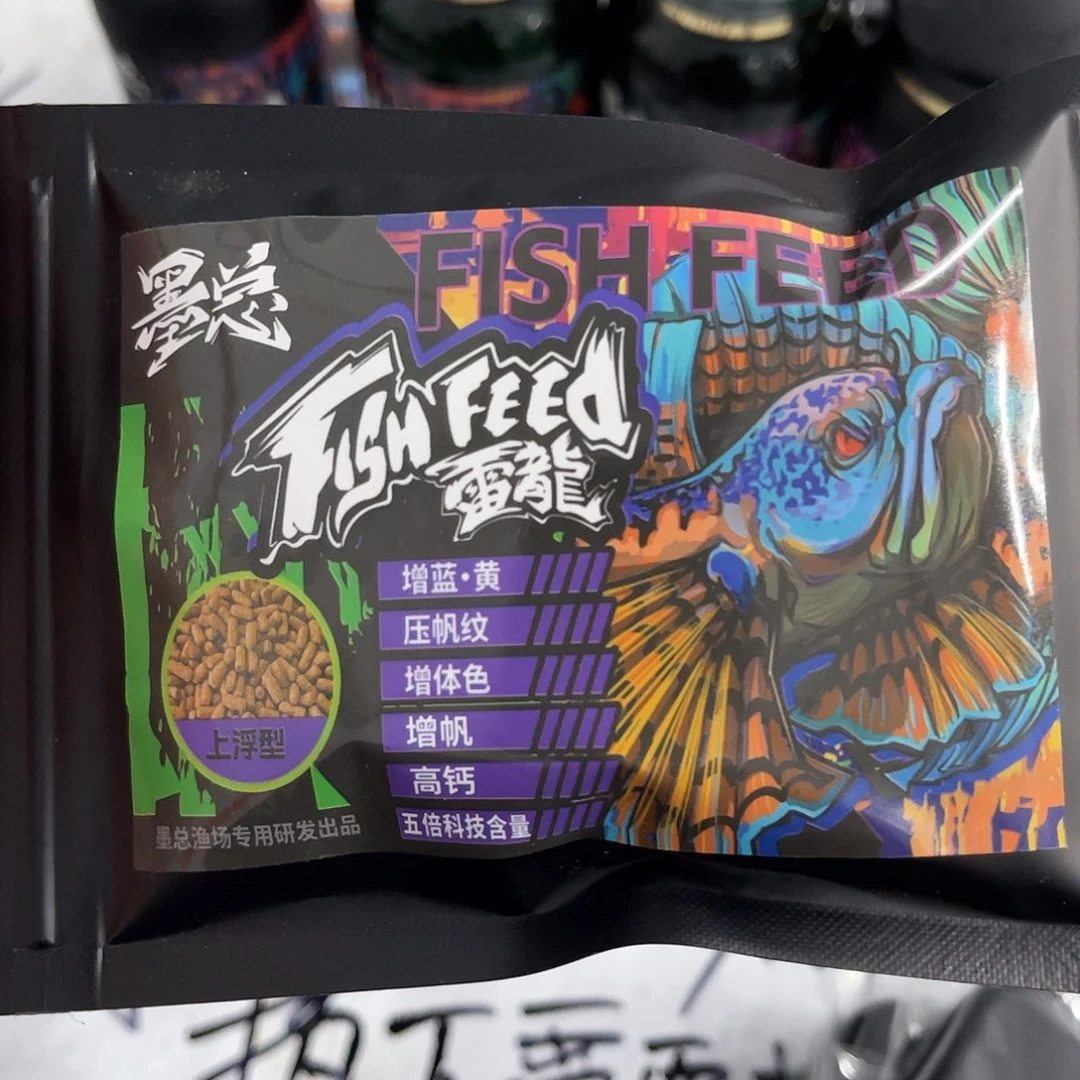 墨总
FISH FEED
FISH FEED
雷龍
增蓝·黄
压帆纹
增体色
增帆
高钙
五倍科技含量
上浮型
墨总渔场专用研发出品